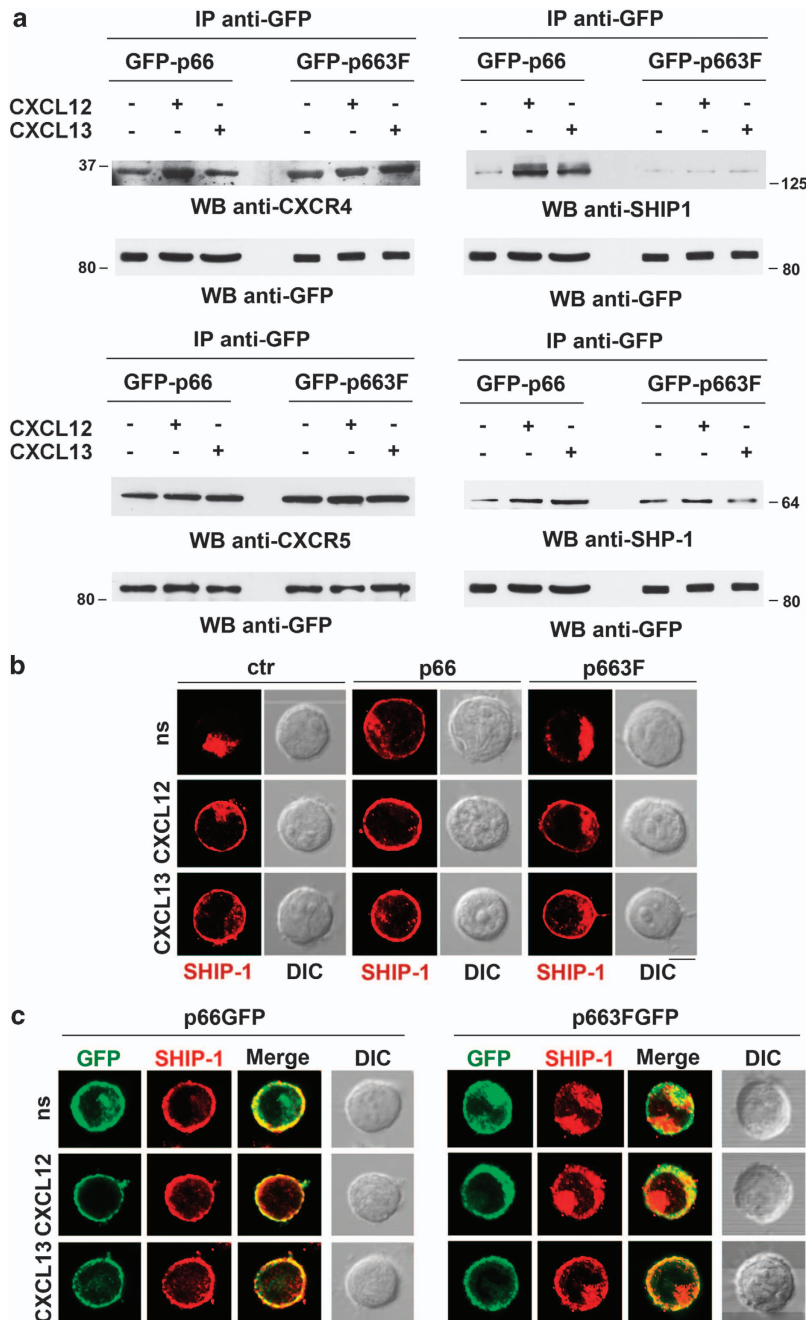 a
IP anti-GFP
GFP-p66 GFP-p663F
CXCL12 - + - - + -
CXCL13 - - + - - +
37
WB anti-CXCR4
80
WB anti-GFP
IP anti-GFP
GFP-p66 GFP-p663F
- + - - + -
- - + - - +
125
WB anti-SHIP1
80
WB anti-GFP
IP anti-GFP
GFP-p66 GFP-p663F
CXCL12 - + - - + -
CXCL13 - - + - - +
WB anti-CXCR5
80
WB anti-GFP
IP anti-GFP
GFP-p66 GFP-p663F
- + - - + -
- - + - - +
64
WB anti-SHP-1
80
WB anti-GFP
b
ctr p66 p663F
ns
CXCL12
CXCL13
SHIP-1 DIC SHIP-1 DIC SHIP-1 DIC
c
p66GFP p663FGFP
GFP SHIP-1 Merge DIC GFP SHIP-1 Merge DIC
ns
CXCL12
CXCL13